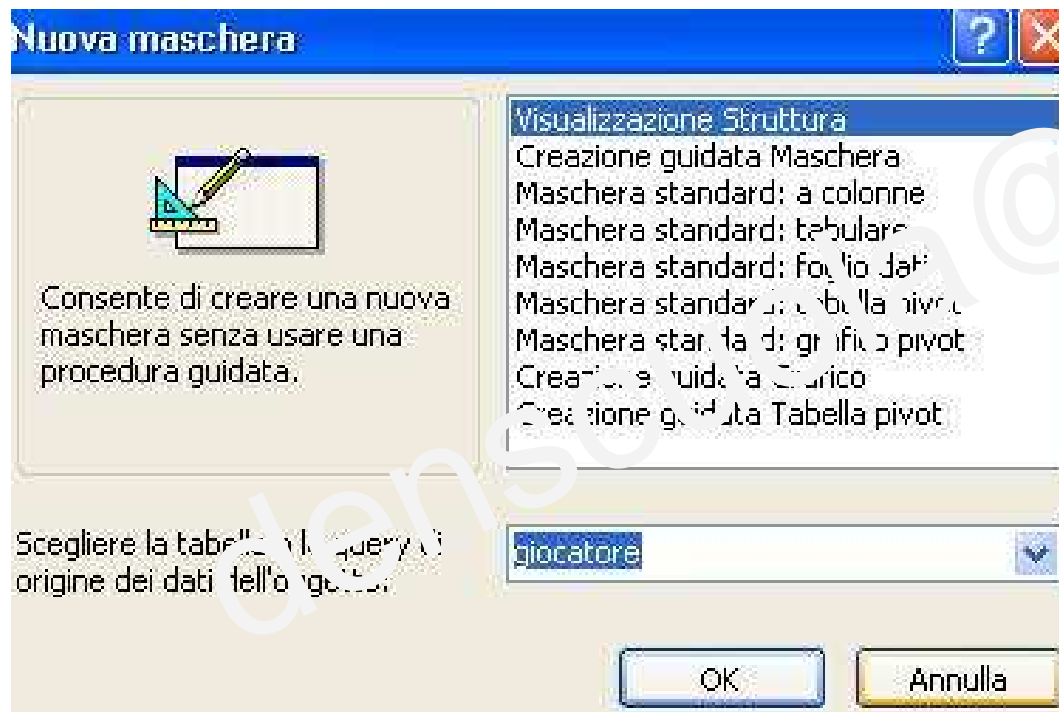 Nuova maschera
Consente di creare una nuova
maschera senza usare una
procedura guidata.
Visualizzazione Struttura
Creazione guidata Maschera
Maschera standard: a colonne
Maschera standard: tabulare
Maschera standard: foglio dati
Maschera standard: tabella pivot
Maschera standard: grafico pivot
Creazione guidata Grafico
Creazione guidata Tabella pivot
Scegliere la tabella o la query di
origine dei dati dell'oggetto:
giocatore
OK
Annulla
denscuola@